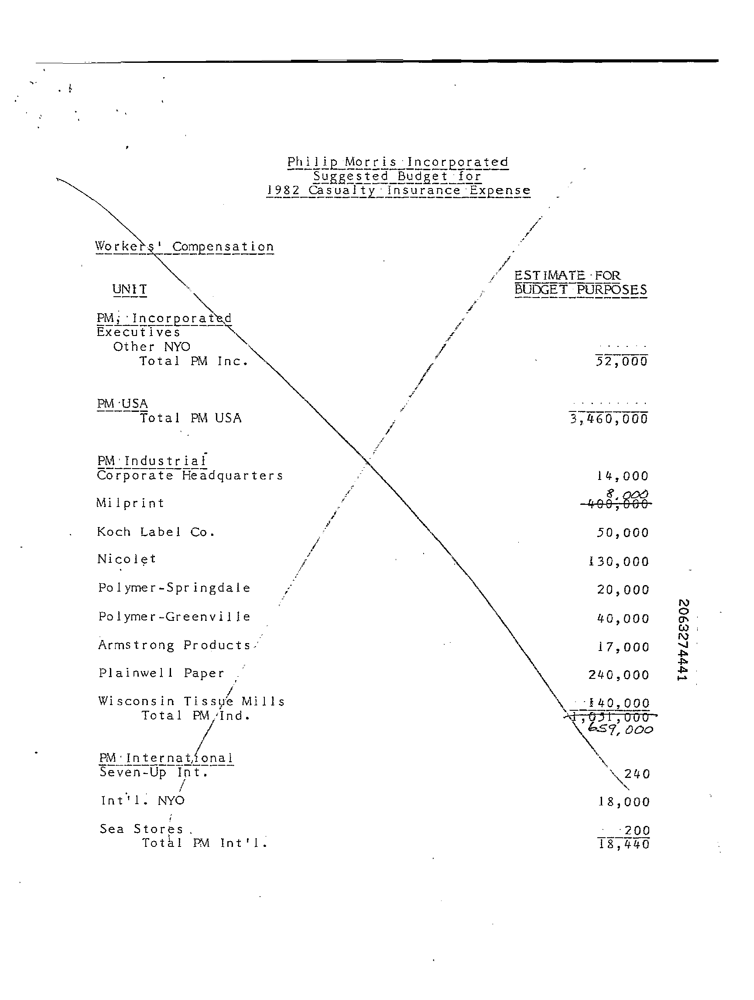 Philip Morris Incorporated
Suggested Budget for
1982 Casualty Insurance Expense
Workers' Compensation
UNIT
ESTIMATE FOR
BUDGET PURPOSES
PM, Incorporated
Executives
Other NYO
Total PM Inc. 52,000
PM USA
Total PM USA 3,460,000
PM Industrial
Corporate Headquarters 14,000
8,000
Milprint 400,000
Koch Label Co. 50,000
Nicolet 130,000
Polymer-Springdale 20,000
Polymer-Greenville 40,000
Armstrong Products 17,000
Plainwell Paper 240,000
Wisconsin Tissue Mills 140,000
Total PM Ind. 1,051,000
659,000
PM International
Seven-Up Int. 240
Int'l. NYO 18,000
Sea Stores 200
Total PM Int'l. 18,440
2063274441